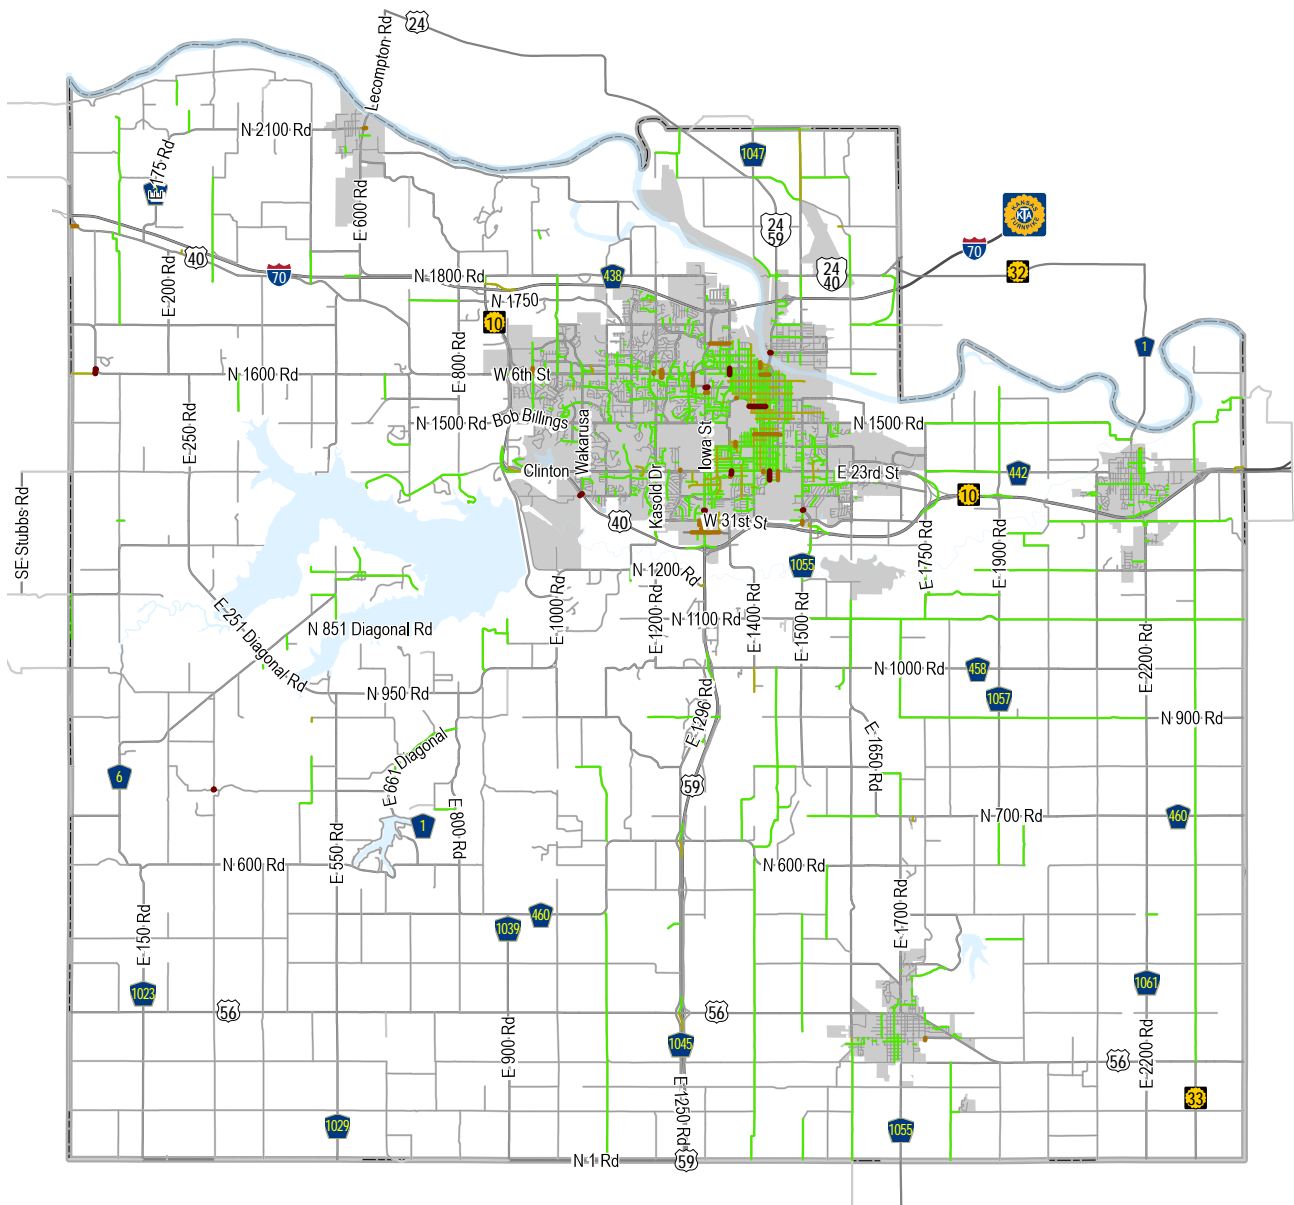 24
Lecompton Rd
N 2100 Rd
1047
E 175 Rd
E 600 Rd
KANSAS
KTA
TURNPIKE
24
59
40
70
70
32
24
40
E 200 Rd
N 1800 Rd
438
N 1750
10
1
E 800 Rd
N 1600 Rd
W 6th St
E 250 Rd
N 1500 Rd
Bob Billings
Wakarusa
Iowa St
N 1500 Rd
Clinton
E 23rd St
442
SE Stubbs Rd
Kasold Dr
10
40
W 31st St
E 1750 Rd
E 1900 Rd
N 1200 Rd
1055
E 1000 Rd
E 1200 Rd
E 1400 Rd
E 1500 Rd
E 251 Diagonal Rd
N 851 Diagonal Rd
N 1100 Rd
E 2200 Rd
N 1000 Rd
458
N 950 Rd
1057
E 1296 Rd
N 900 Rd
E 661 Diagonal
E 1650 Rd
6
59
1
E 800 Rd
N 700 Rd
460
E 550 Rd
N 600 Rd
N 600 Rd
E 1700 Rd
460
1039
E 150 Rd
1023
1061
56
56
1045
E 900 Rd
56
E 2200 Rd
33
E 1250 Rd
1029
1055
N 1 Rd
59